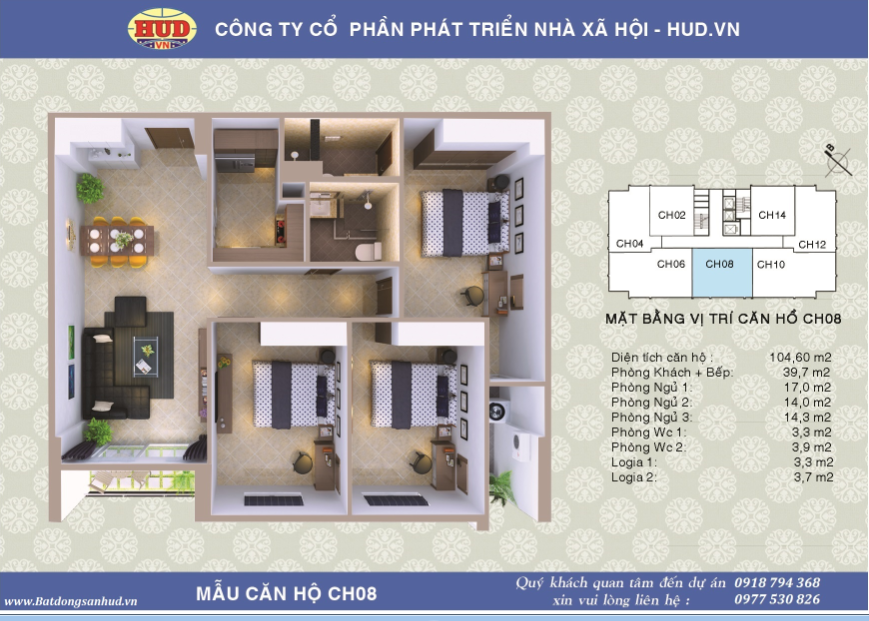 HUD
VN
CÔNG TY CỔ PHẦN PHÁT TRIỂN NHÀ XÃ HỘI - HUD.VN
B
CH02
CH14
CH04
CH12
CH06
CH08
CH10
MẶT BẰNG VỊ TRÍ CĂN HỔ CH08
Diện tích căn hộ : 104,60 m2
Phòng Khách + Bếp: 39,7 m2
Phòng Ngủ 1: 17,0 m2
Phòng Ngủ 2: 14,0 m2
Phòng Ngủ 3: 14,3 m2
Phòng Wc 1: 3,3 m2
Phòng Wc 2: 3,9 m2
Logia 1: 3,3 m2
Logia 2: 3,7 m2
www.Batdongsanhud.vn
MẪU CĂN HỘ CH08
Quý khách quan tâm đến dự án 0918 794 368
xin vui lòng liên hệ : 0977 530 826